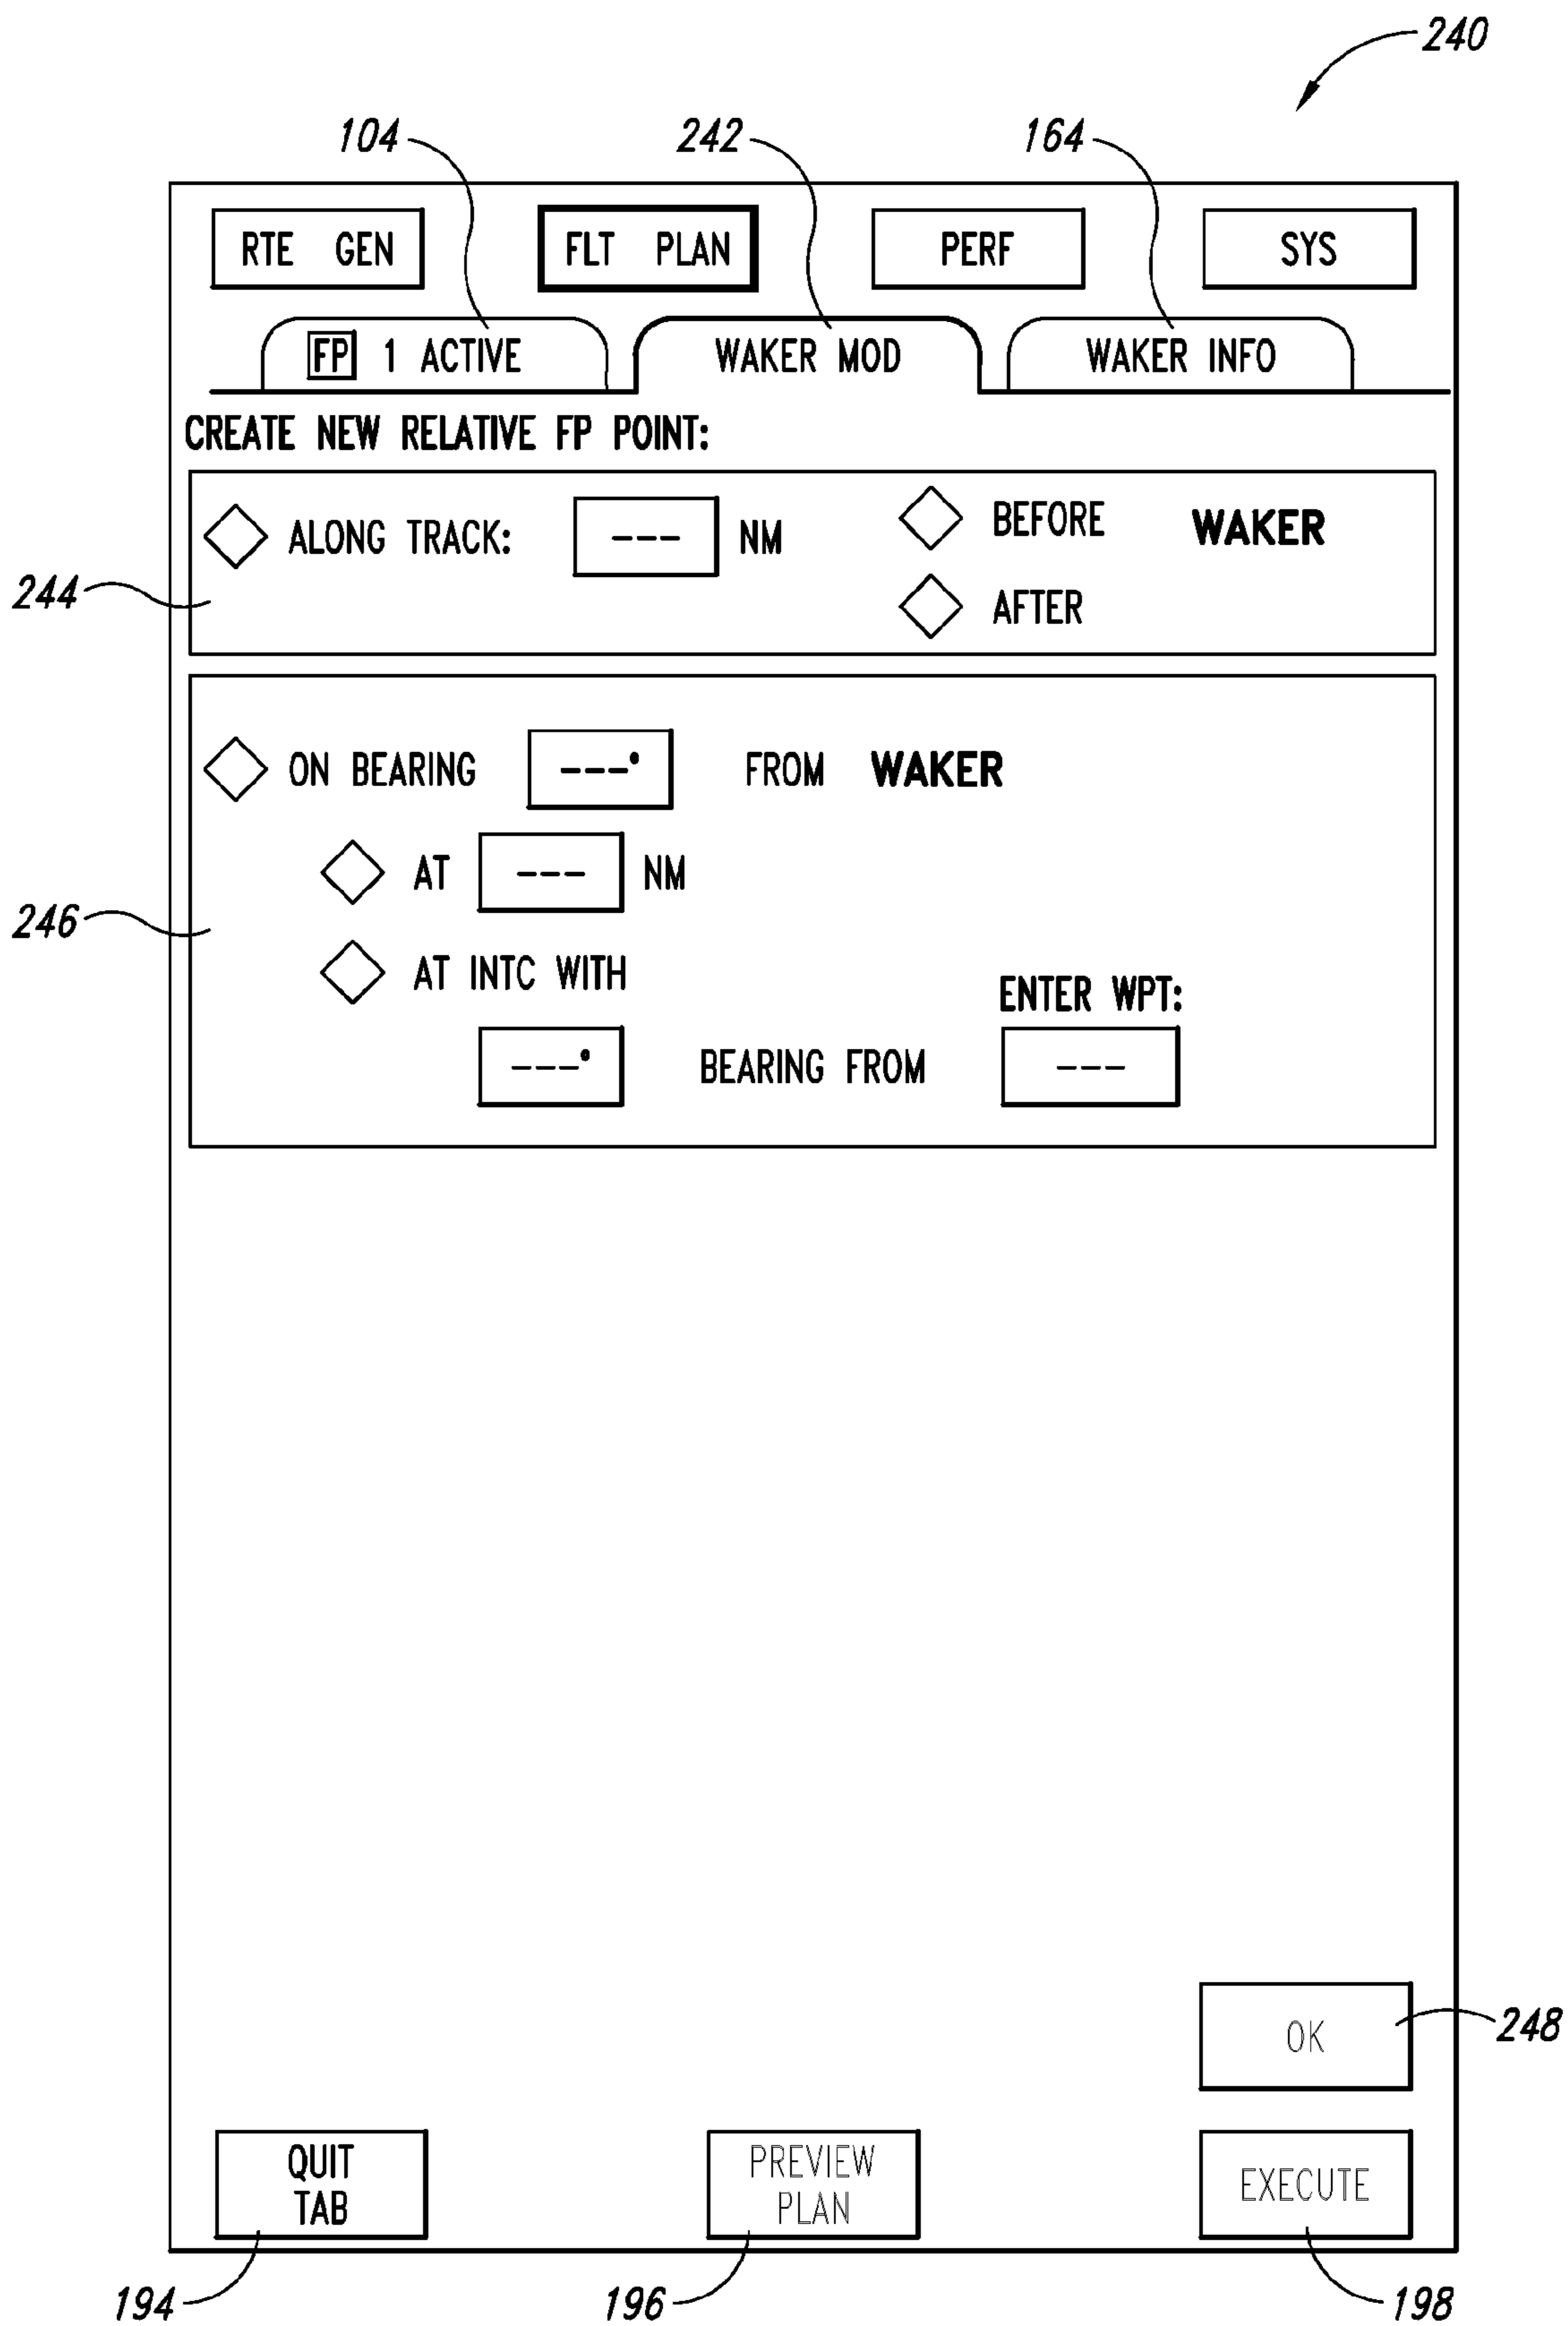 240
104 242 164
RTE GEN FLT PLAN PERF SYS
FP 1 ACTIVE WAKER MOD WAKER INFO
CREATE NEW RELATIVE FP POINT:
ALONG TRACK: --- NM BEFORE WAKER
AFTER
244
ON BEARING ---° FROM WAKER
AT --- NM
246
AT INTC WITH
ENTER WPT:
---° BEARING FROM ---
OK
248
QUIT TAB
PREVIEW PLAN
EXECUTE
194 196 198